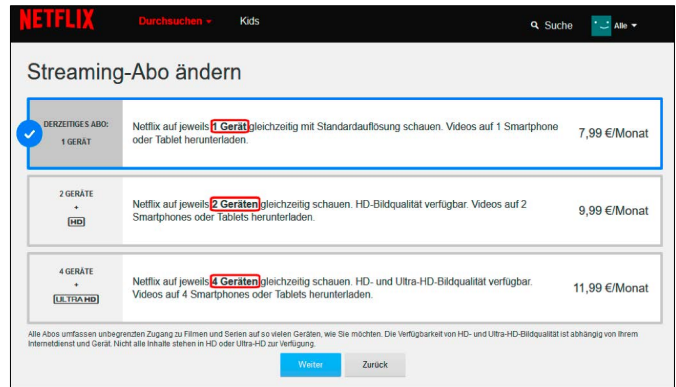 NETFLIX
Durchsuchen
Kids
Suche
Alle
Streaming-Abo ändern
DERZEITIGES ABO:
1 GERÄT
Netflix auf jeweils 1 Gerät gleichzeitig mit Standardauflösung schauen. Videos auf 1 Smartphone
oder Tablet herunterladen.
7,99 €/Monat
2 GERÄTE
+
HD
Netflix auf jeweils 2 Geräten gleichzeitig schauen. HD-Bildqualität verfügbar. Videos auf 2
Smartphones oder Tablets herunterladen.
9,99 €/Monat
4 GERÄTE
+
ULTRA HD
Netflix auf jeweils 4 Geräten gleichzeitig schauen. HD- und Ultra-HD-Bildqualität verfügbar.
Videos auf 4 Smartphones oder Tablets herunterladen.
11,99 €/Monat
Alle Abos umfassen unbegrenzten Zugang zu Filmen und Serien auf so vielen Geräten, wie Sie möchten. Die Verfügbarkeit von HD- und Ultra-HD-Bildqualität ist abhängig von Ihrem
Internetdienst und Gerät. Nicht alle Inhalte stehen in HD oder Ultra-HD zur Verfügung.
Weiter
Zurück